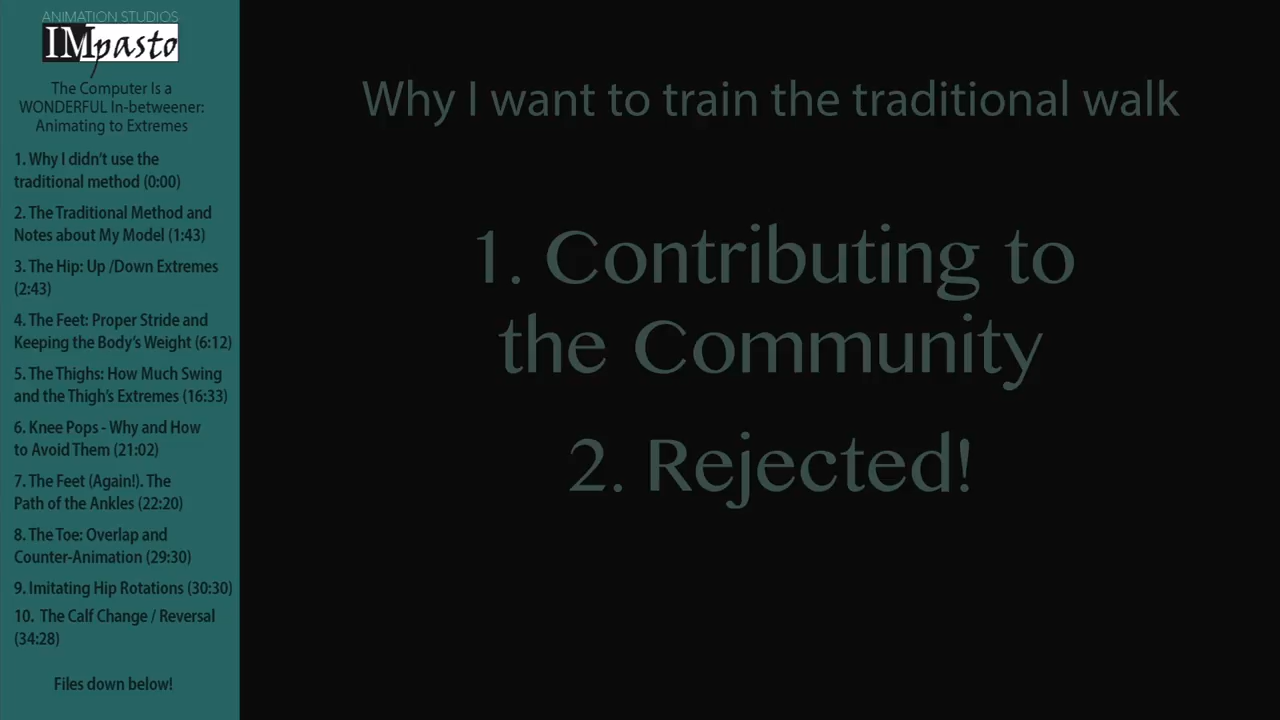 ANIMATION STUDIOS
IMpasto
The Computer Is a
WONDERFUL In-betweener:
Animating to Extremes
1. Why I didn't use the
traditional method (0:00)
2. The Traditional Method and
Notes about My Model (1:43)
3. The Hip: Up /Down Extremes
(2:43)
4. The Feet: Proper Stride and
Keeping the Body's Weight (6:12)
5. The Thighs: How Much Swing
and the Thigh's Extremes (16:33)
6. Knee Pops - Why and How
to Avoid Them (21:02)
7. The Feet (Again!). The
Path of the Ankles (22:20)
8. The Toe: Overlap and
Counter-Animation (29:30)
9. Imitating Hip Rotations (30:30)
10. The Calf Change / Reversal
(34:28)
Files down below!
Why I want to train the traditional walk
1. Contributing to
the Community
2. Rejected!